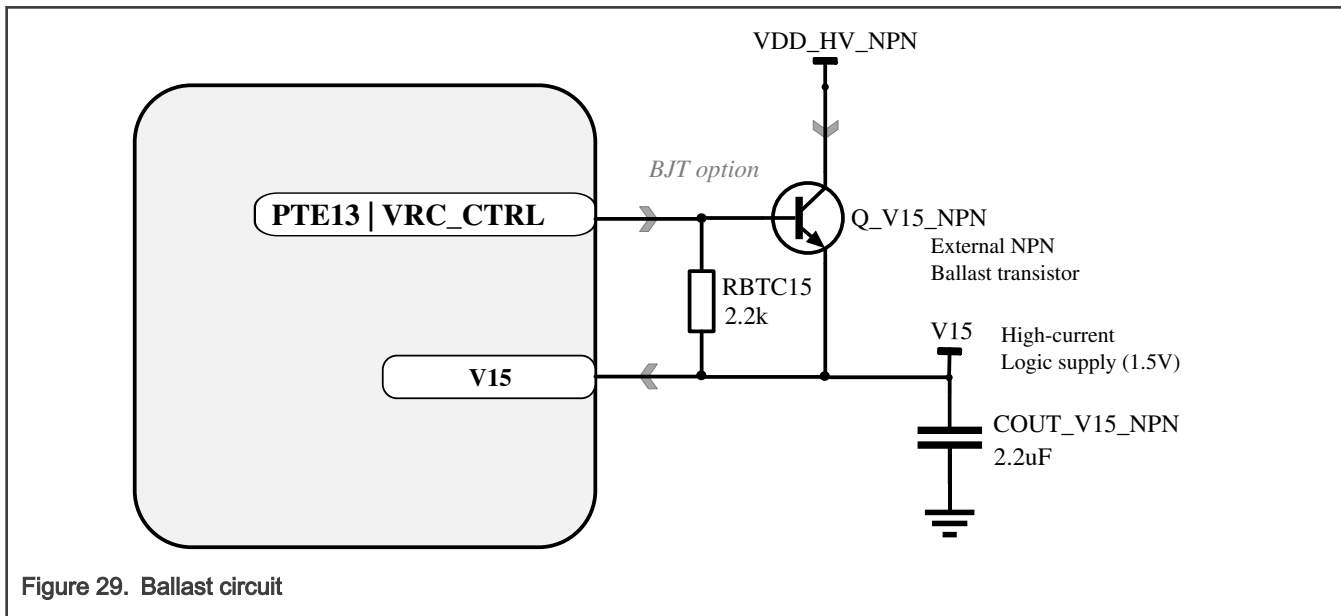 VDD_HV_NPN
BJT option
PTE13 | VRC_CTRL
Q_V15_NPN
External NPN
Ballast transistor
RBTC15
2.2k
V15
High-current
Logic supply (1.5V)
V15
COUT_V15_NPN
2.2uF
Figure 29. Ballast circuit